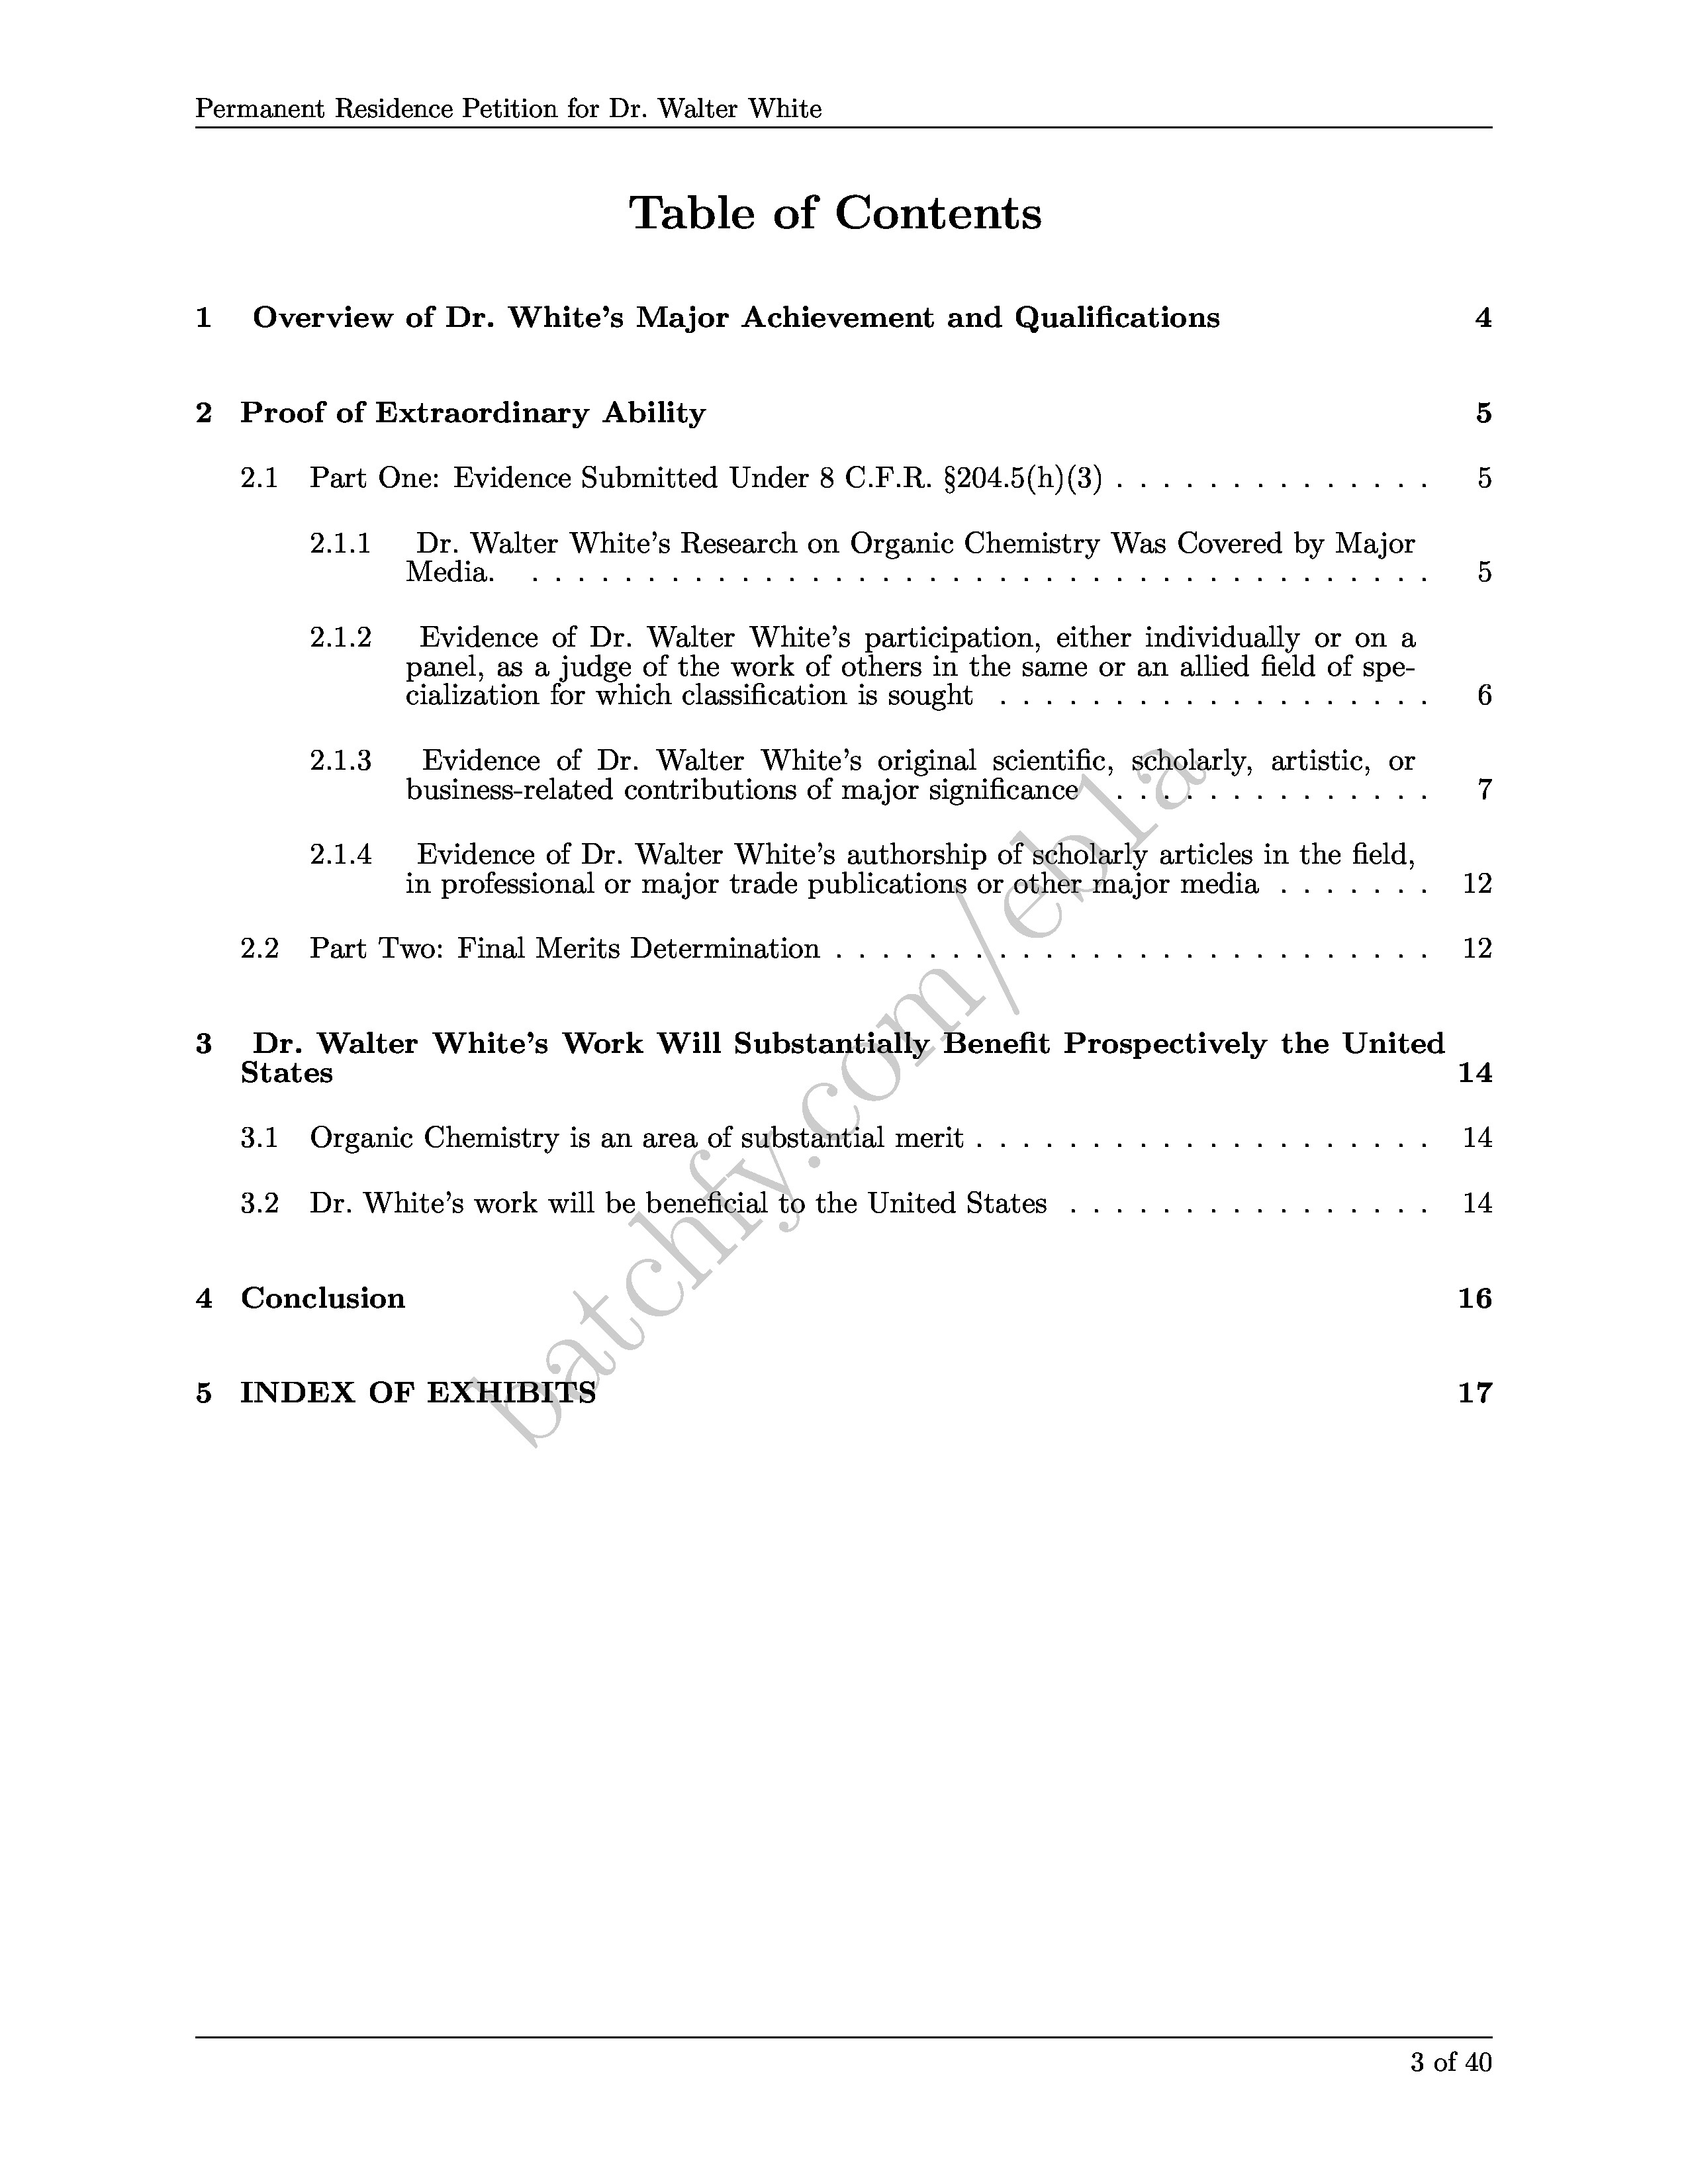 Permanent Residence Petition for Dr. Walter White
Table of Contents
1 Overview of Dr. White's Major Achievement and Qualifications 4
2 Proof of Extraordinary Ability 5
2.1 Part One: Evidence Submitted Under 8 C.F.R. §204.5(h)(3) . . . . . . . . . . . . . . 5
2.1.1 Dr. Walter White's Research on Organic Chemistry Was Covered by Major
Media. . . . . . . . . . . . . . . . . . . . . . . . . . . . . . . . . . . . . . . . 5
2.1.2 Evidence of Dr. Walter White's participation, either individually or on a
panel, as a judge of the work of others in the same or an allied field of spe-
cialization for which classification is sought . . . . . . . . . . . . . . . . . . . 6
2.1.3 Evidence of Dr. Walter White's original scientific, scholarly, artistic, or
business-related contributions of major significance . . . . . . . . . . . . . . 7
2.1.4 Evidence of Dr. Walter White's authorship of scholarly articles in the field,
in professional or major trade publications or other major media . . . . . . . 12
2.2 Part Two: Final Merits Determination . . . . . . . . . . . . . . . . . . . . . . . . . . 12
3 Dr. Walter White's Work Will Substantially Benefit Prospectively the United
States 14
3.1 Organic Chemistry is an area of substantial merit . . . . . . . . . . . . . . . . . . . . 14
3.2 Dr. White's work will be beneficial to the United States . . . . . . . . . . . . . . . . 14
4 Conclusion 16
5 INDEX OF EXHIBITS 17
batchfy.com/eb1a
3 of 40